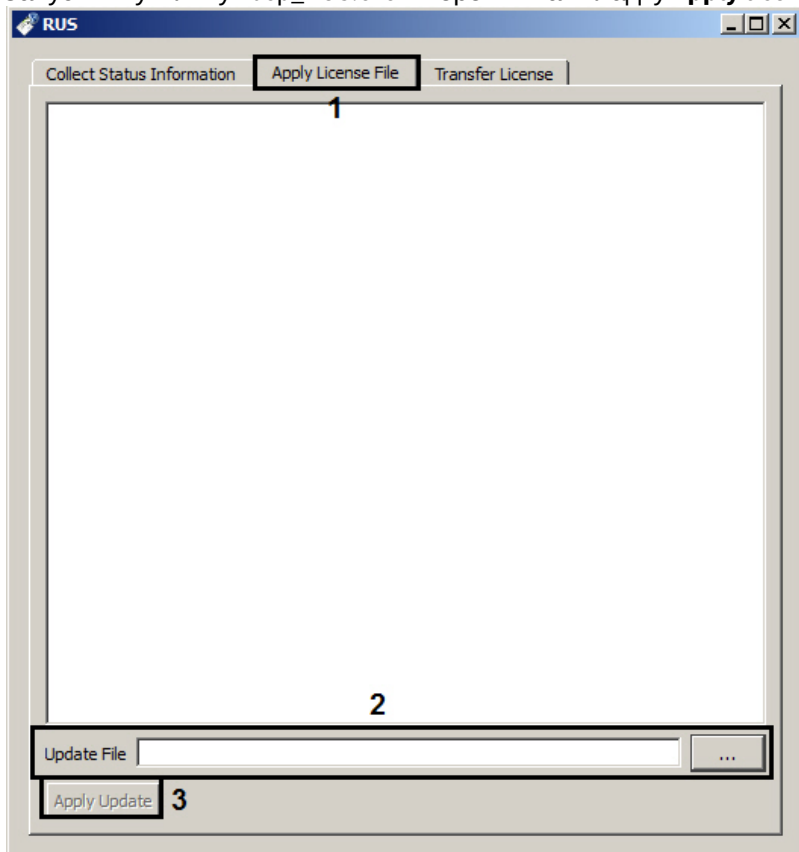 RUS
Collect Status Information Apply License File Transfer License
1
2
Update File ...
Apply Update 3